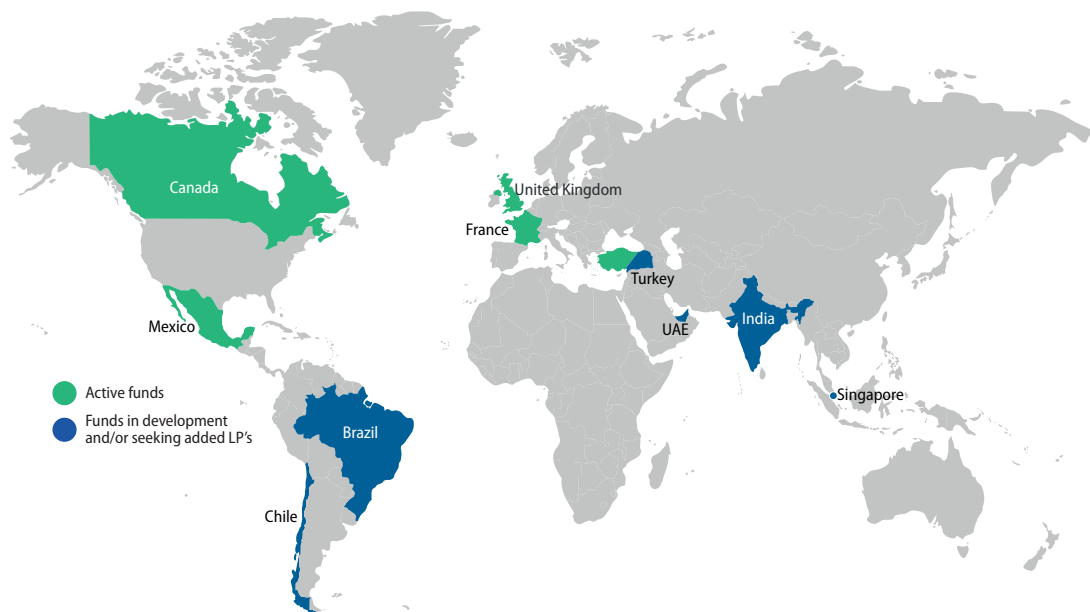 Canada
United Kingdom
France
Turkey
Mexico
UAE
India
Active funds
Singapore
Funds in development
and/or seeking added LP's
Brazil
Chile